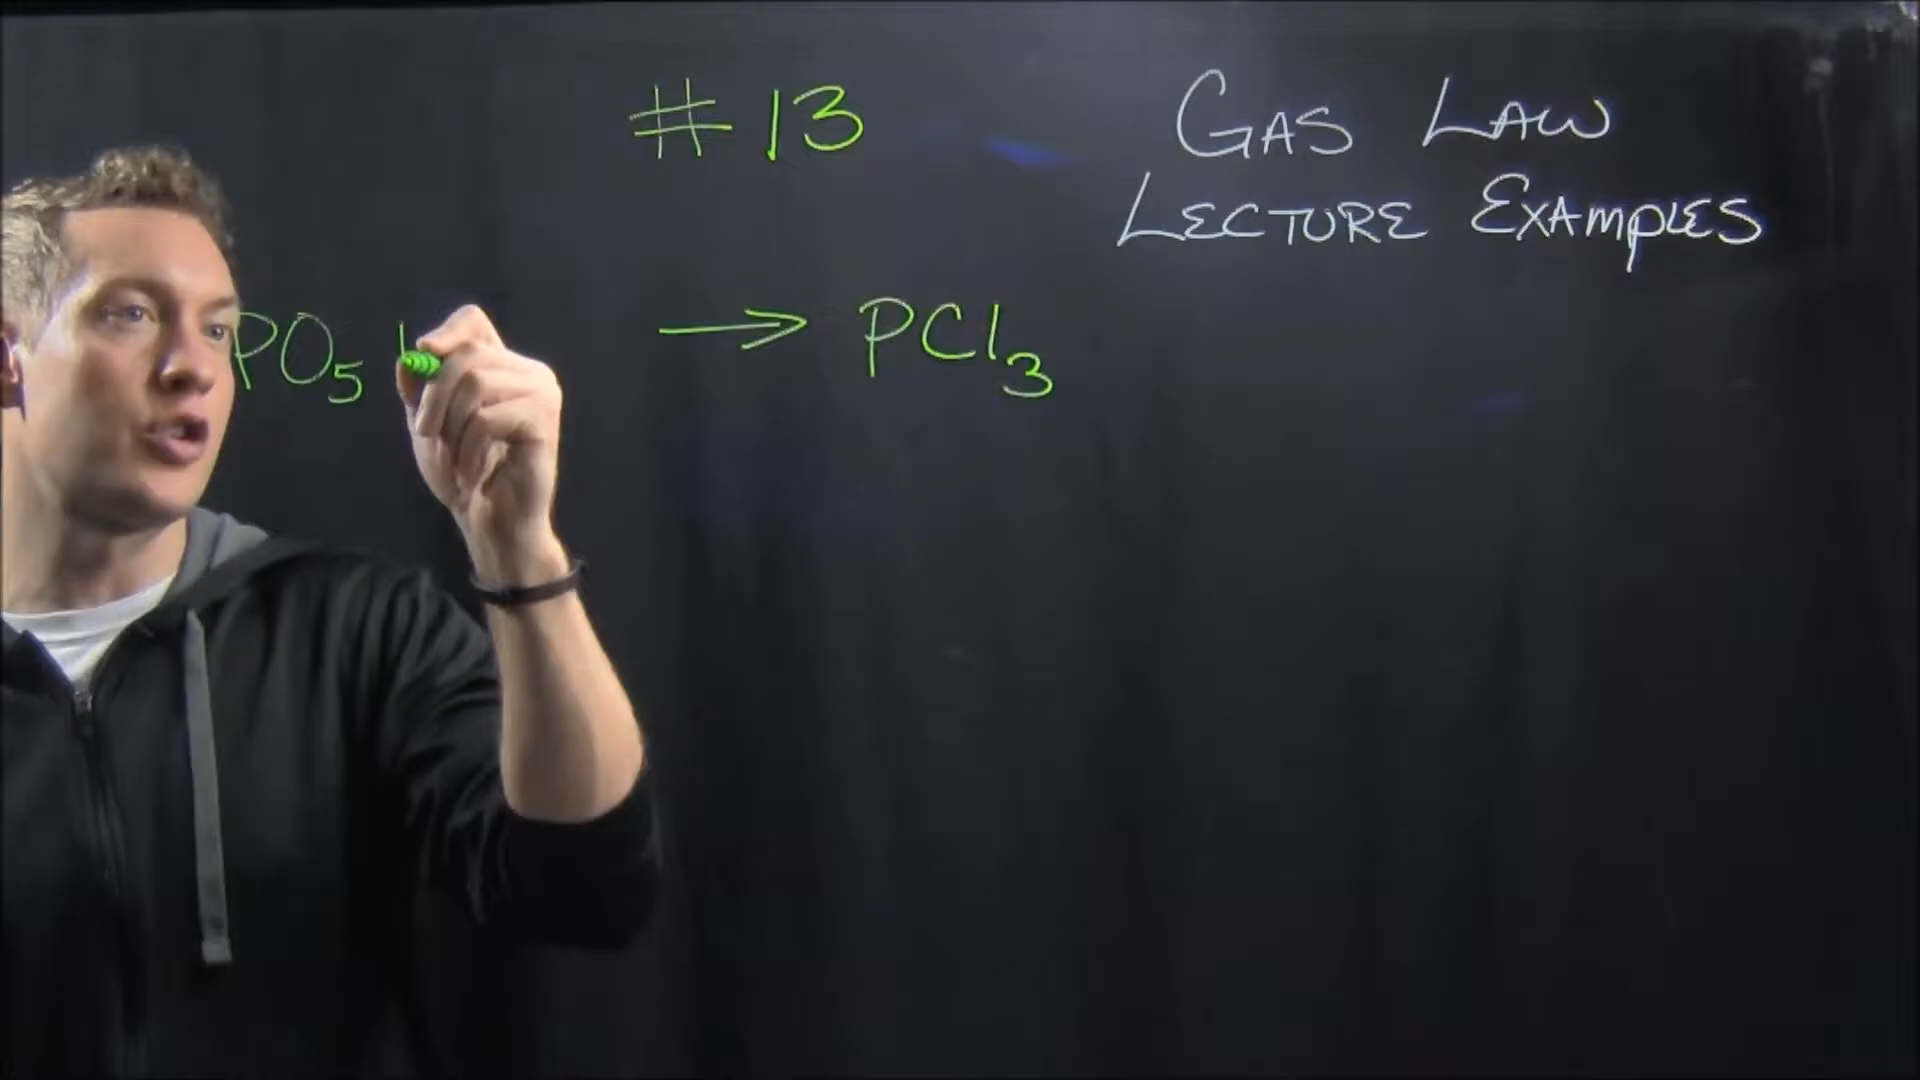 #13
GAS LAW
LECTURE EXAMPLES
PO₅ → PCl₃